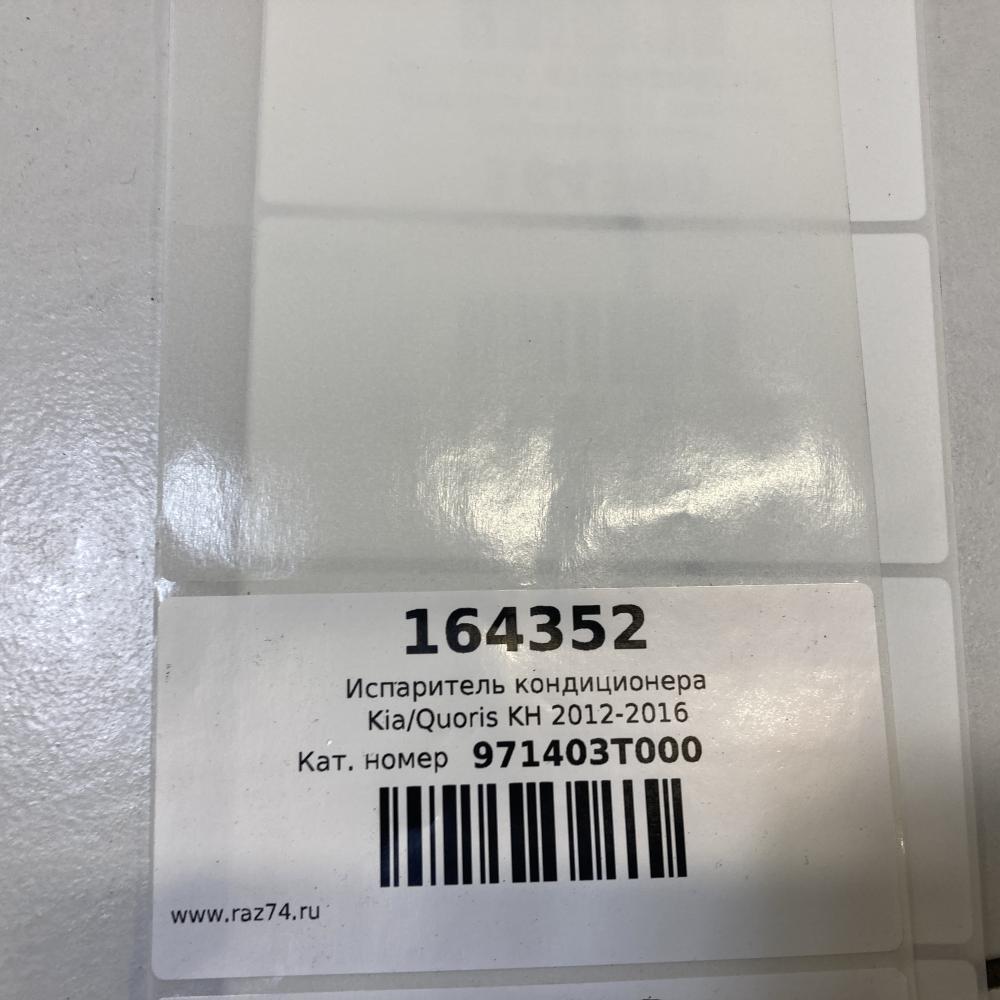 164352
Испаритель кондиционера
Kia/Quoris KH 2012-2016
Кат. номер 971403T000
www.raz74.ru